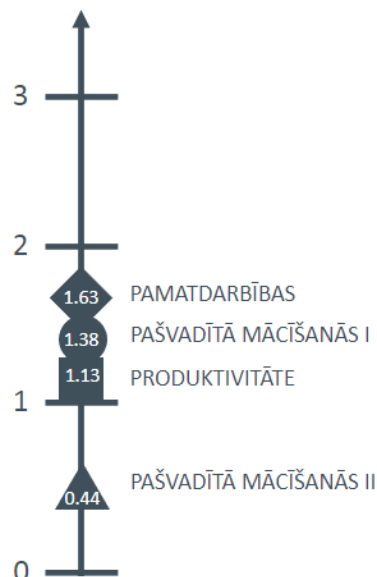 3
2
1.63 PAMATDARBĪBAS
1.38 PAŠVADĪTĀ MĀCĪŠANĀS I
1.13 PRODUKTIVITĀTE
1
0.44 PAŠVADĪTĀ MĀCĪŠANĀS II
0